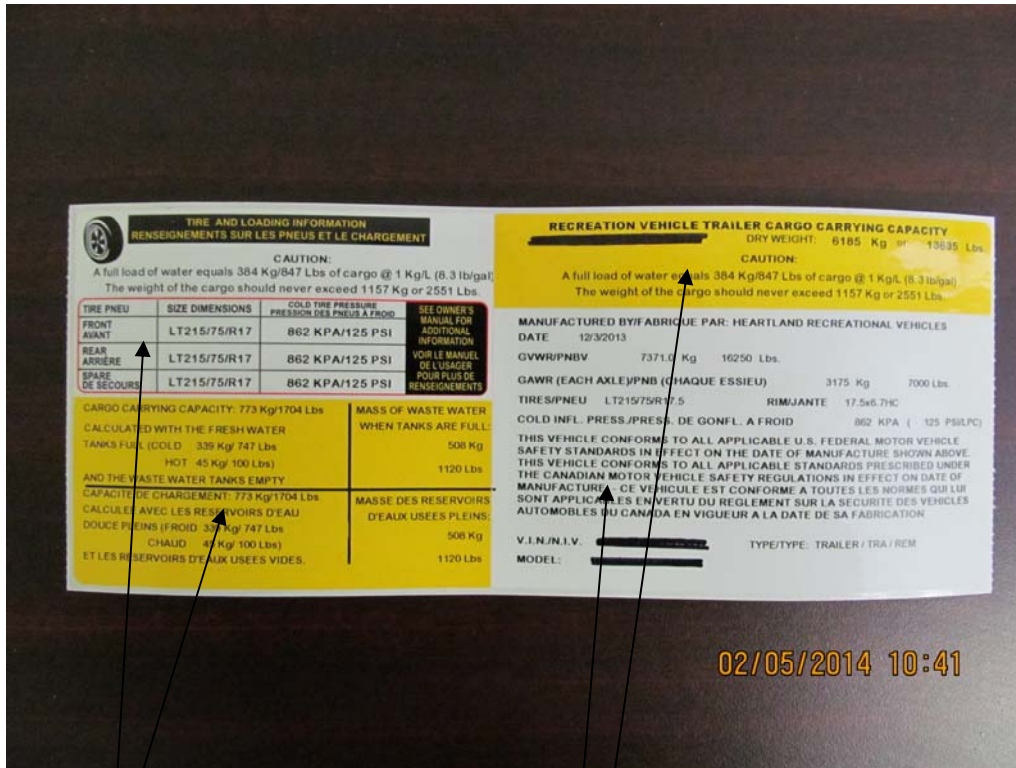 TIRE AND LOADING INFORMATION
RENSEIGNEMENTS SUR LES PNEUS ET LE CHARGEMENT
CAUTION:
A full load of water equals 384 Kg/847 Lbs of cargo @ 1 Kg/L (8.3 lb/gal)
The weight of the cargo should never exceed 1157 Kg or 2551 Lbs.
TIRE PNEU SIZE DIMENSIONS COLD TIRE PRESSURE
PRESSION DES PNEUS À FROID
FRONT
AVANT LT215/75/R17 862 KPA/125 PSI
REAR
ARRIÈRE LT215/75/R17 862 KPA/125 PSI
SPARE
DE SECOURS LT215/75/R17 862 KPA/125 PSI
SEE OWNER'S
MANUAL FOR
ADDITIONAL
INFORMATION
VOIR LE MANUEL
DE L'USAGER
POUR PLUS DE
RENSEIGNEMENTS
CARGO CARRYING CAPACITY: 773 Kg/1704 Lbs
CALCULATED WITH THE FRESH WATER
TANKS FULL (COLD 339 Kg/ 747 Lbs
HOT 45 Kg/ 100 Lbs)
AND THE WASTE WATER TANKS EMPTY
MASS OF WASTE WATER
WHEN TANKS ARE FULL:
508 Kg
1120 Lbs
CAPACITE DE CHARGEMENT: 773 Kg/1704 Lbs
CALCULEE AVEC LES RESERVOIRS D'EAU
DOUCE PLEINS (FROID 339 Kg/ 747 Lbs
CHAUD 45 Kg/ 100 Lbs)
ET LES RESERVOIRS D'EAUX USEES VIDES.
MASSE DES RESERVOIRS
D'EAUX USEES PLEINS:
508 Kg
1120 Lbs
RECREATION VEHICLE TRAILER CARGO CARRYING CAPACITY
DRY WEIGHT: 6185 Kg or 13635 Lbs.
CAUTION:
A full load of water equals 384 Kg/847 Lbs of cargo @ 1 Kg/L (8.3 lb/gal)
The weight of the cargo should never exceed 1157 Kg or 2551 Lbs.
MANUFACTURED BY/FABRIQUE PAR: HEARTLAND RECREATIONAL VEHICLES
DATE 12/3/2013
GVWR/PNBV 7371.0 Kg 16250 Lbs.
GAWR (EACH AXLE)/PNB (CHAQUE ESSIEU) 3175 Kg 7000 Lbs.
TIRES/PNEU LT215/75/R17.5 RIM/JANTE 17.5x6.7HC
COLD INFL. PRESS./PRESS. DE GONFL. A FROID 862 KPA ( 125 PSI/LPC)
THIS VEHICLE CONFORMS TO ALL APPLICABLE U.S. FEDERAL MOTOR VEHICLE
SAFETY STANDARDS IN EFFECT ON THE DATE OF MANUFACTURE SHOWN ABOVE.
THIS VEHICLE CONFORMS TO ALL APPLICABLE STANDARDS PRESCRIBED UNDER
THE CANADIAN MOTOR VEHICLE SAFETY REGULATIONS IN EFFECT ON DATE OF
MANUFACTURE. CE VEHICULE EST CONFORME A TOUTES LES NORMES QUI LUI
SONT APPLICABLES EN VERTU DU REGLEMENT SUR LA SECURITE DES VEHICLES
AUTOMOBILES DU CANADA EN VIGUEUR A LA DATE DE SA FABRICATION
V.I.N./N.I.V. TYPE/TYPE: TRAILER / TRA / REM
MODEL:
02/05/2014 10:41